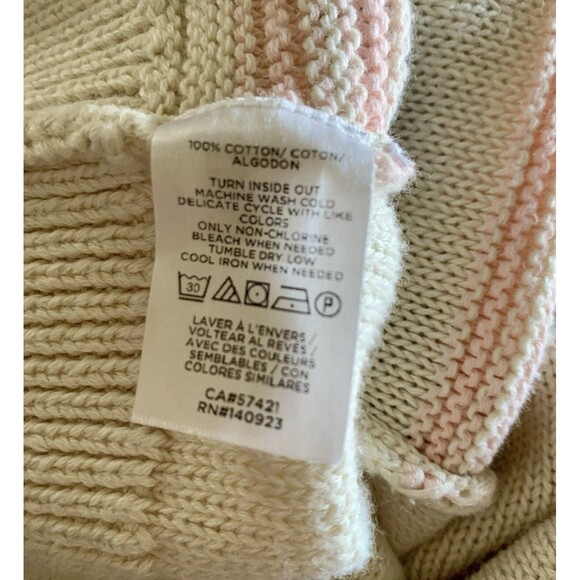 100% COTTON/ COTON/
ALGODON
TURN INSIDE OUT
MACHINE WASH COLD
DELICATE CYCLE WITH LIKE
COLORS
ONLY NON-CHLORINE
BLEACH WHEN NEEDED
TUMBLE DRY LOW
COOL IRON WHEN NEEDED
30 P
LAVER À L'ENVERS /
VOLTEAR AL REVÉS /
AVEC DES COULEURS
SEMBLABLES / CON
COLORES SIMILARES
CA#57421
RN#140923